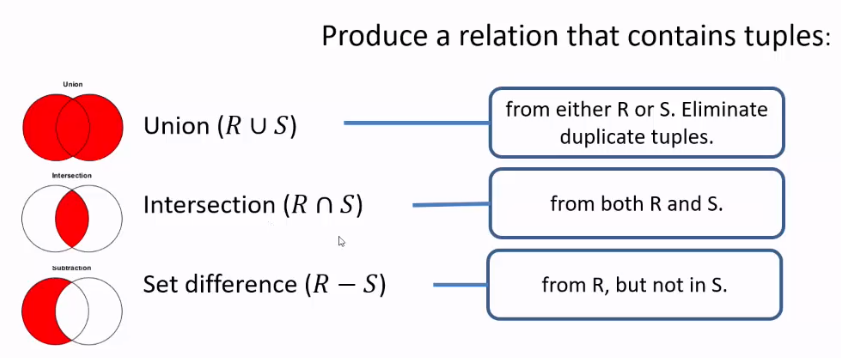 Produce a relation that contains tuples:
Union
Union (R ∪ S)
from either R or S. Eliminate
duplicate tuples.
Intersection
Intersection (R ∩ S)
from both R and S.
Subtraction
Set difference (R − S)
from R, but not in S.